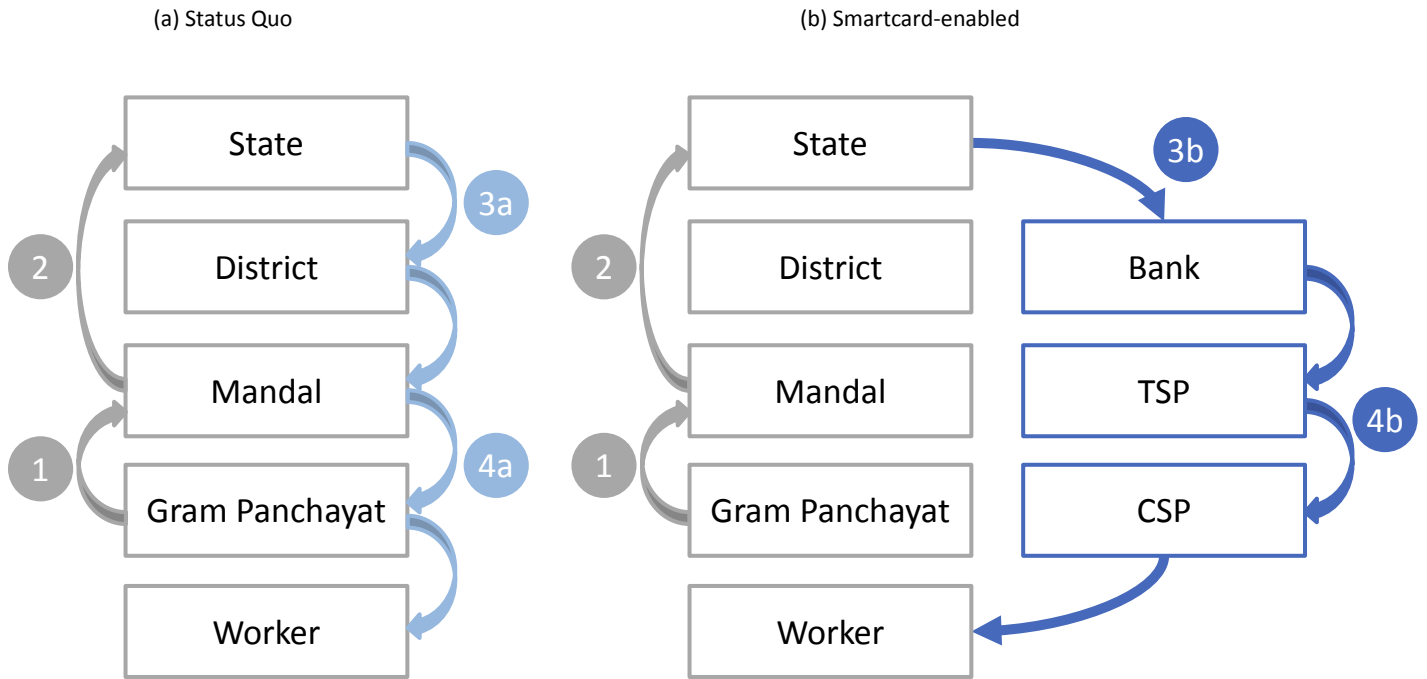 (a) Status Quo
State
District
Mandal
Gram Panchayat
Worker
1
2
3a
4a
(b) Smartcard-enabled
State
District
Mandal
Gram Panchayat
Worker
Bank
TSP
CSP
1
2
3b
4b